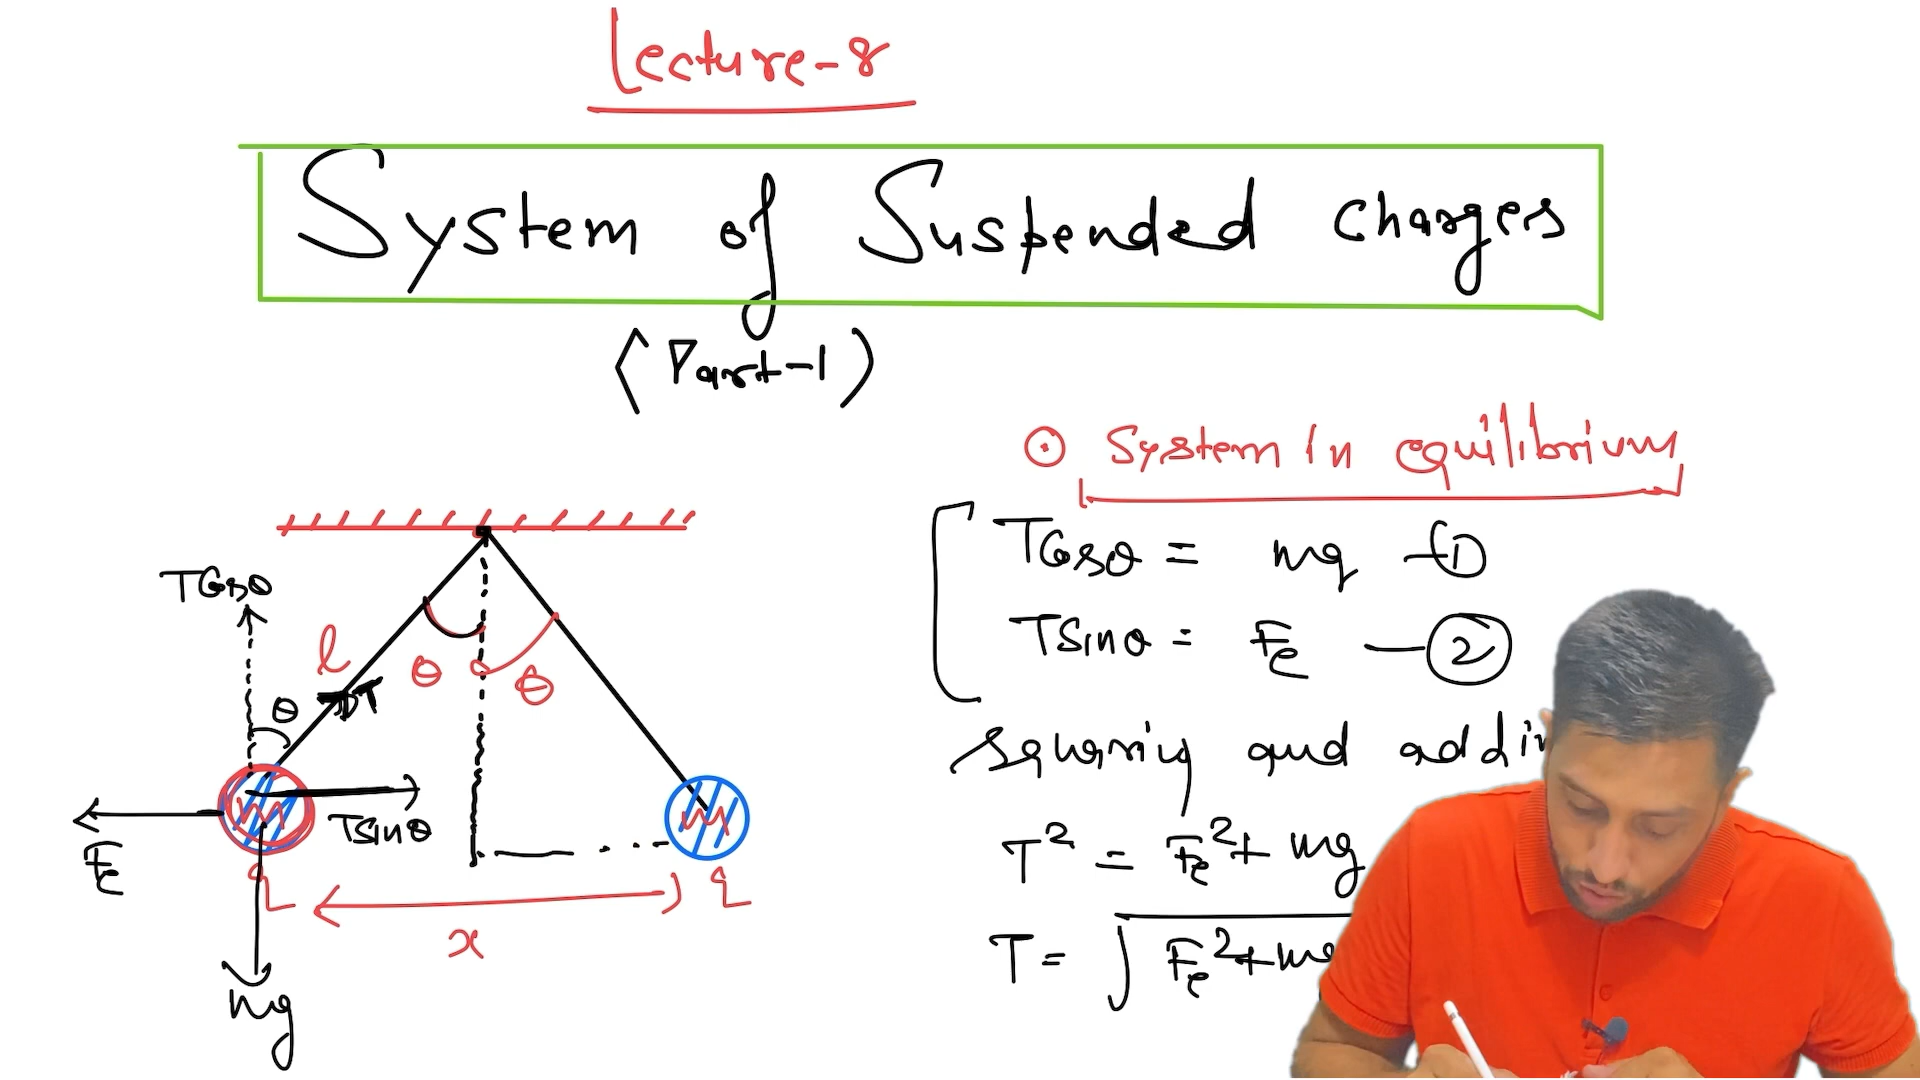 Lecture-8
System of Suspended charges
(Part-1)
⊙ System in equilibrium
TCosθ = mg -①
TSinθ = Fe -②
squaring and
T² = Fe² + mg
T = √Fe² + mg
TCosθ
l
θ
θ
θ
T
m
m
TSinθ
Fe
q
q
x
mg